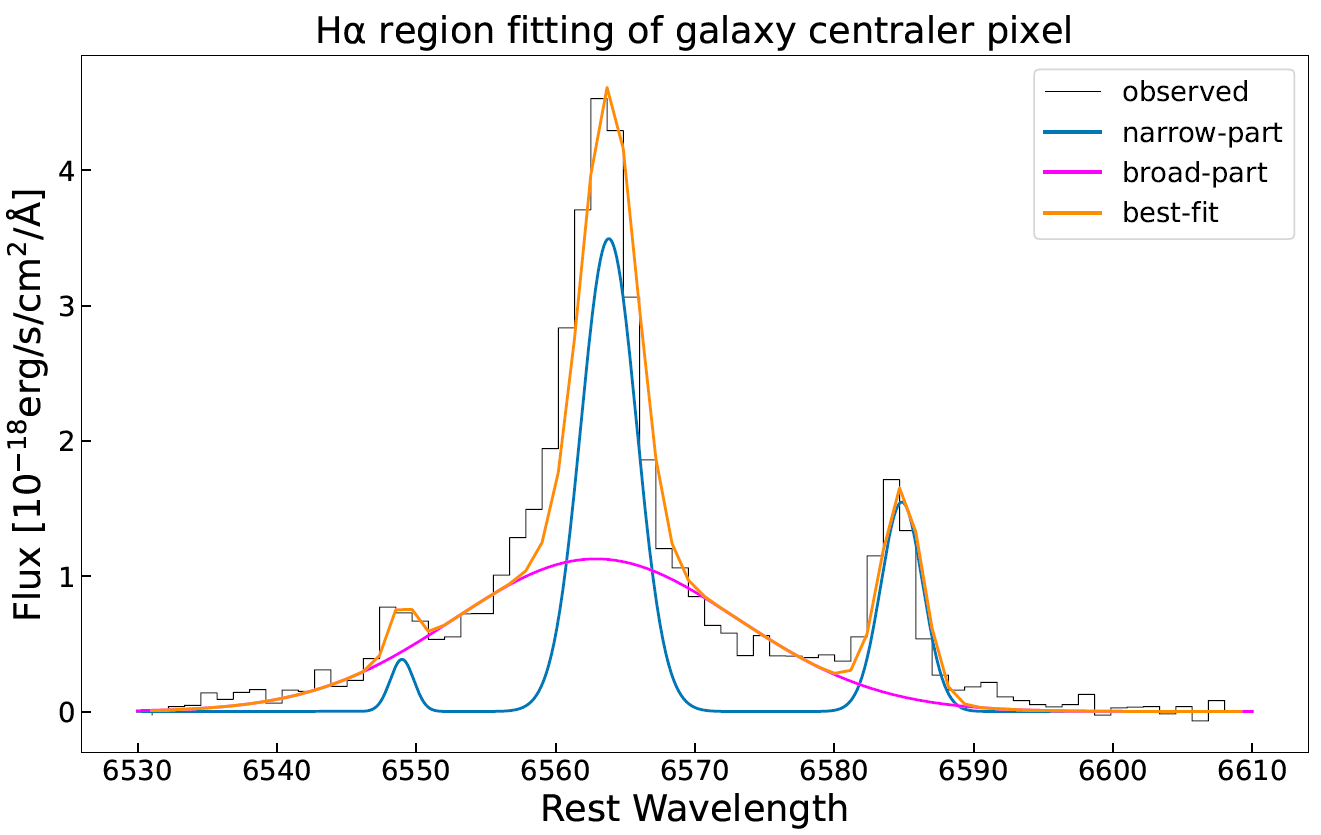 Hα region fitting of galaxy centraler pixel
observed
narrow-part
broad-part
best-fit
Flux [10⁻¹⁸erg/s/cm²/Å]
4
3
2
1
0
6530 6540 6550 6560 6570 6580 6590 6600 6610
Rest Wavelength